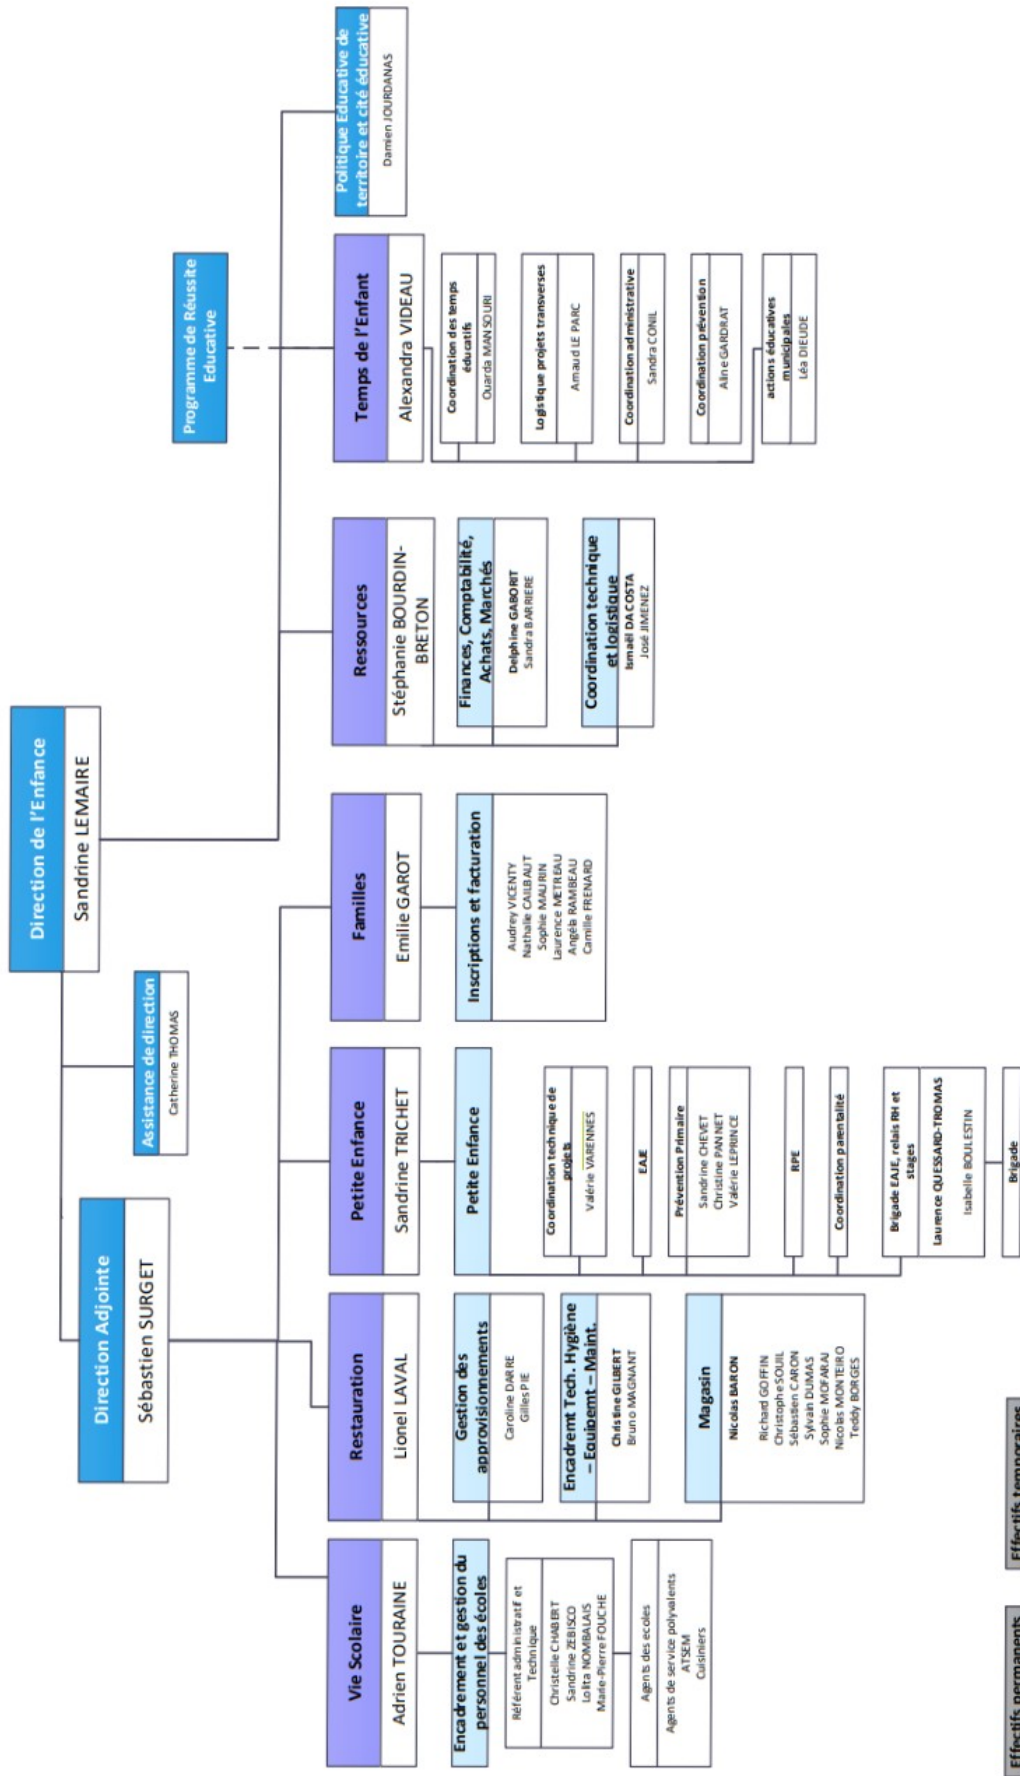 Direction de l'Enfance
Sandrine LEMAIRE
Assistance de direction
Catherine THOMAS
Direction Adjointe
Sébastien SURGET
Programme de Réussite
Educative
Vie Scolaire
Adrien TOURAINE
Encadrement et gestion du
personnel des écoles
Référent administratif et
Technique
Christelle CHABERT
Sandrine ZEBISCO
Lolita NOMBALAIS
Marie-Pierre FOUCHE
Agents des ecoles
Agents de service polyvalents
ATSEM
Cuisiniers
Restauration
Lionel LAVAL
Gestion des
approvisionnements
Caroline DARRE
Gilles PIE
Encadremt Tech. Hygiène
– Equipemt – Maint.
Christine GILBERT
Bruno MAGNANT
Magasin
Nicolas BARON
Richard GOFFIN
Christophe SOUIL
Sébastien CARON
Sylvain DUMAS
Sophie MOFARAJ
Nicolas MONTEIRO
Teddy BORGES
Petite Enfance
Sandrine TRICHET
Petite Enfance
Coordination technique de
projets
Valérie VARENNES
EAJE
Prévention Primaire
Sandrine CHEVET
Christine PANNET
Valérie LEPRINCE
RPE
Coordination parentalité
Brigade EAJE, relais RH et
stages
Laurence QUESSARD-TROMAS
Isabelle BOULESTIN
Brigade
Familles
Emilie GAROT
Inscriptions et facturation
Audrey VICENTY
Nathalie CAILBAUT
Sophie MAURIN
Laurence METREAU
Angéla RAMBEAU
Camille FRENARD
Ressources
Stéphanie BOURDIN-
BRETON
Finances, Comptabilité,
Achats, Marchés
Delphine GABORIT
Sandra BARRIERE
Coordination technique
et logistique
Ismaël DA COSTA
José JIMENEZ
Temps de l'Enfant
Alexandra VIDEAU
Coordination des temps
éducatifs
Ouarda MANSOURI
Logistique projets transverses
Arnaud LE PARC
Coordination administrative
Sandra CONIL
Coordination prévention
Aline GARDRAT
actions éducatives
municipales
Léa DIEUDE
Politique Educative de
territoire et cité éducative
Damien JOURDANAS
Effectifs permanents
Effectifs temporaires